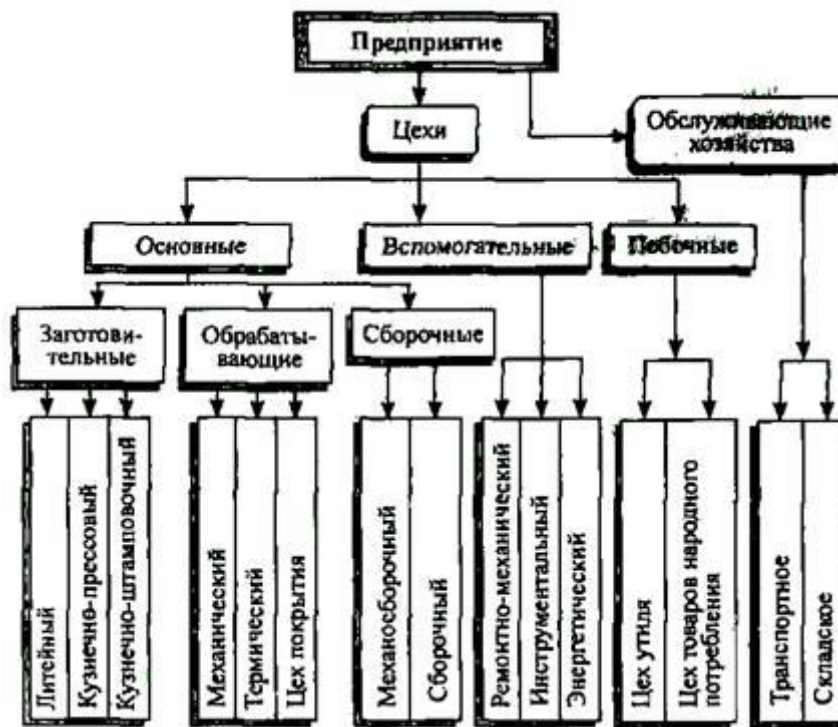 Предприятие
Цехи
Обслуживающие
хозяйства
Основные
Вспомогательные
Побочные
Заготови-
тельные
Обрабаты-
вающие
Сборочные
Литейный
Кузнечно-прессовый
Кузнечно-штамповочный
Механический
Термический
Цех покрытия
Механосборочный
Сборочный
Ремонтно-механический
Инструментальный
Энергетический
Цех утиля
Цех товаров народного
потребления
Транспортное
Складское